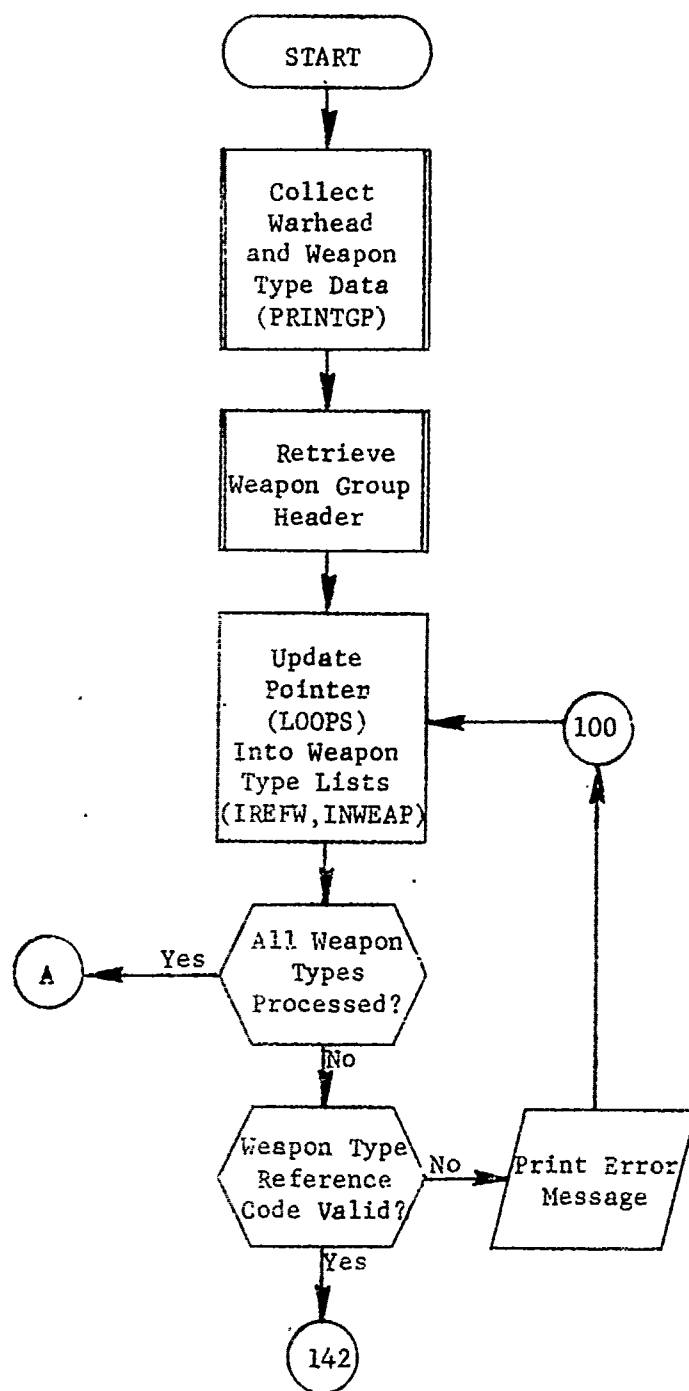 START
Collect
Warhead
and Weapon
Type Data
(PRINTGP)
Retrieve
Weapon Group
Header
Update
Pointer
(LOOPS)
Into Weapon
Type Lists
(IREFW,INWEAP)
100
All Weapon
Types
Processed?
Yes
A
No
Weapon Type
Reference
Code Valid?
No
Print Error
Message
Yes
142